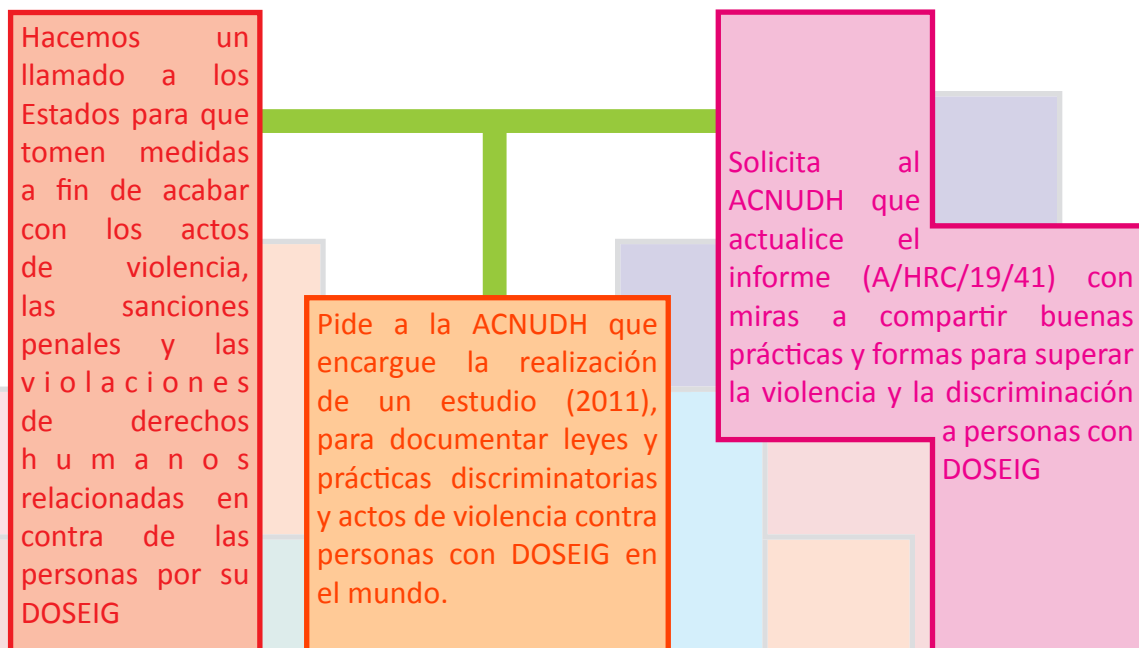 Hacemos un
llamado a los
Estados para que
tomen medidas
a fin de acabar
con los actos
de violencia,
las sanciones
penales y las
violaciones
de derechos
humanos
relacionadas en
contra de las
personas por su
DOSEIG
Pide a la ACNUDH que
encargue la realización
de un estudio (2011),
para documentar leyes y
prácticas discriminatorias
y actos de violencia contra
personas con DOSEIG en
el mundo.
Solicita al
ACNUDH que
actualice el
informe (A/HRC/19/41) con
miras a compartir buenas
prácticas y formas para superar
la violencia y la discriminación
a personas con
DOSEIG